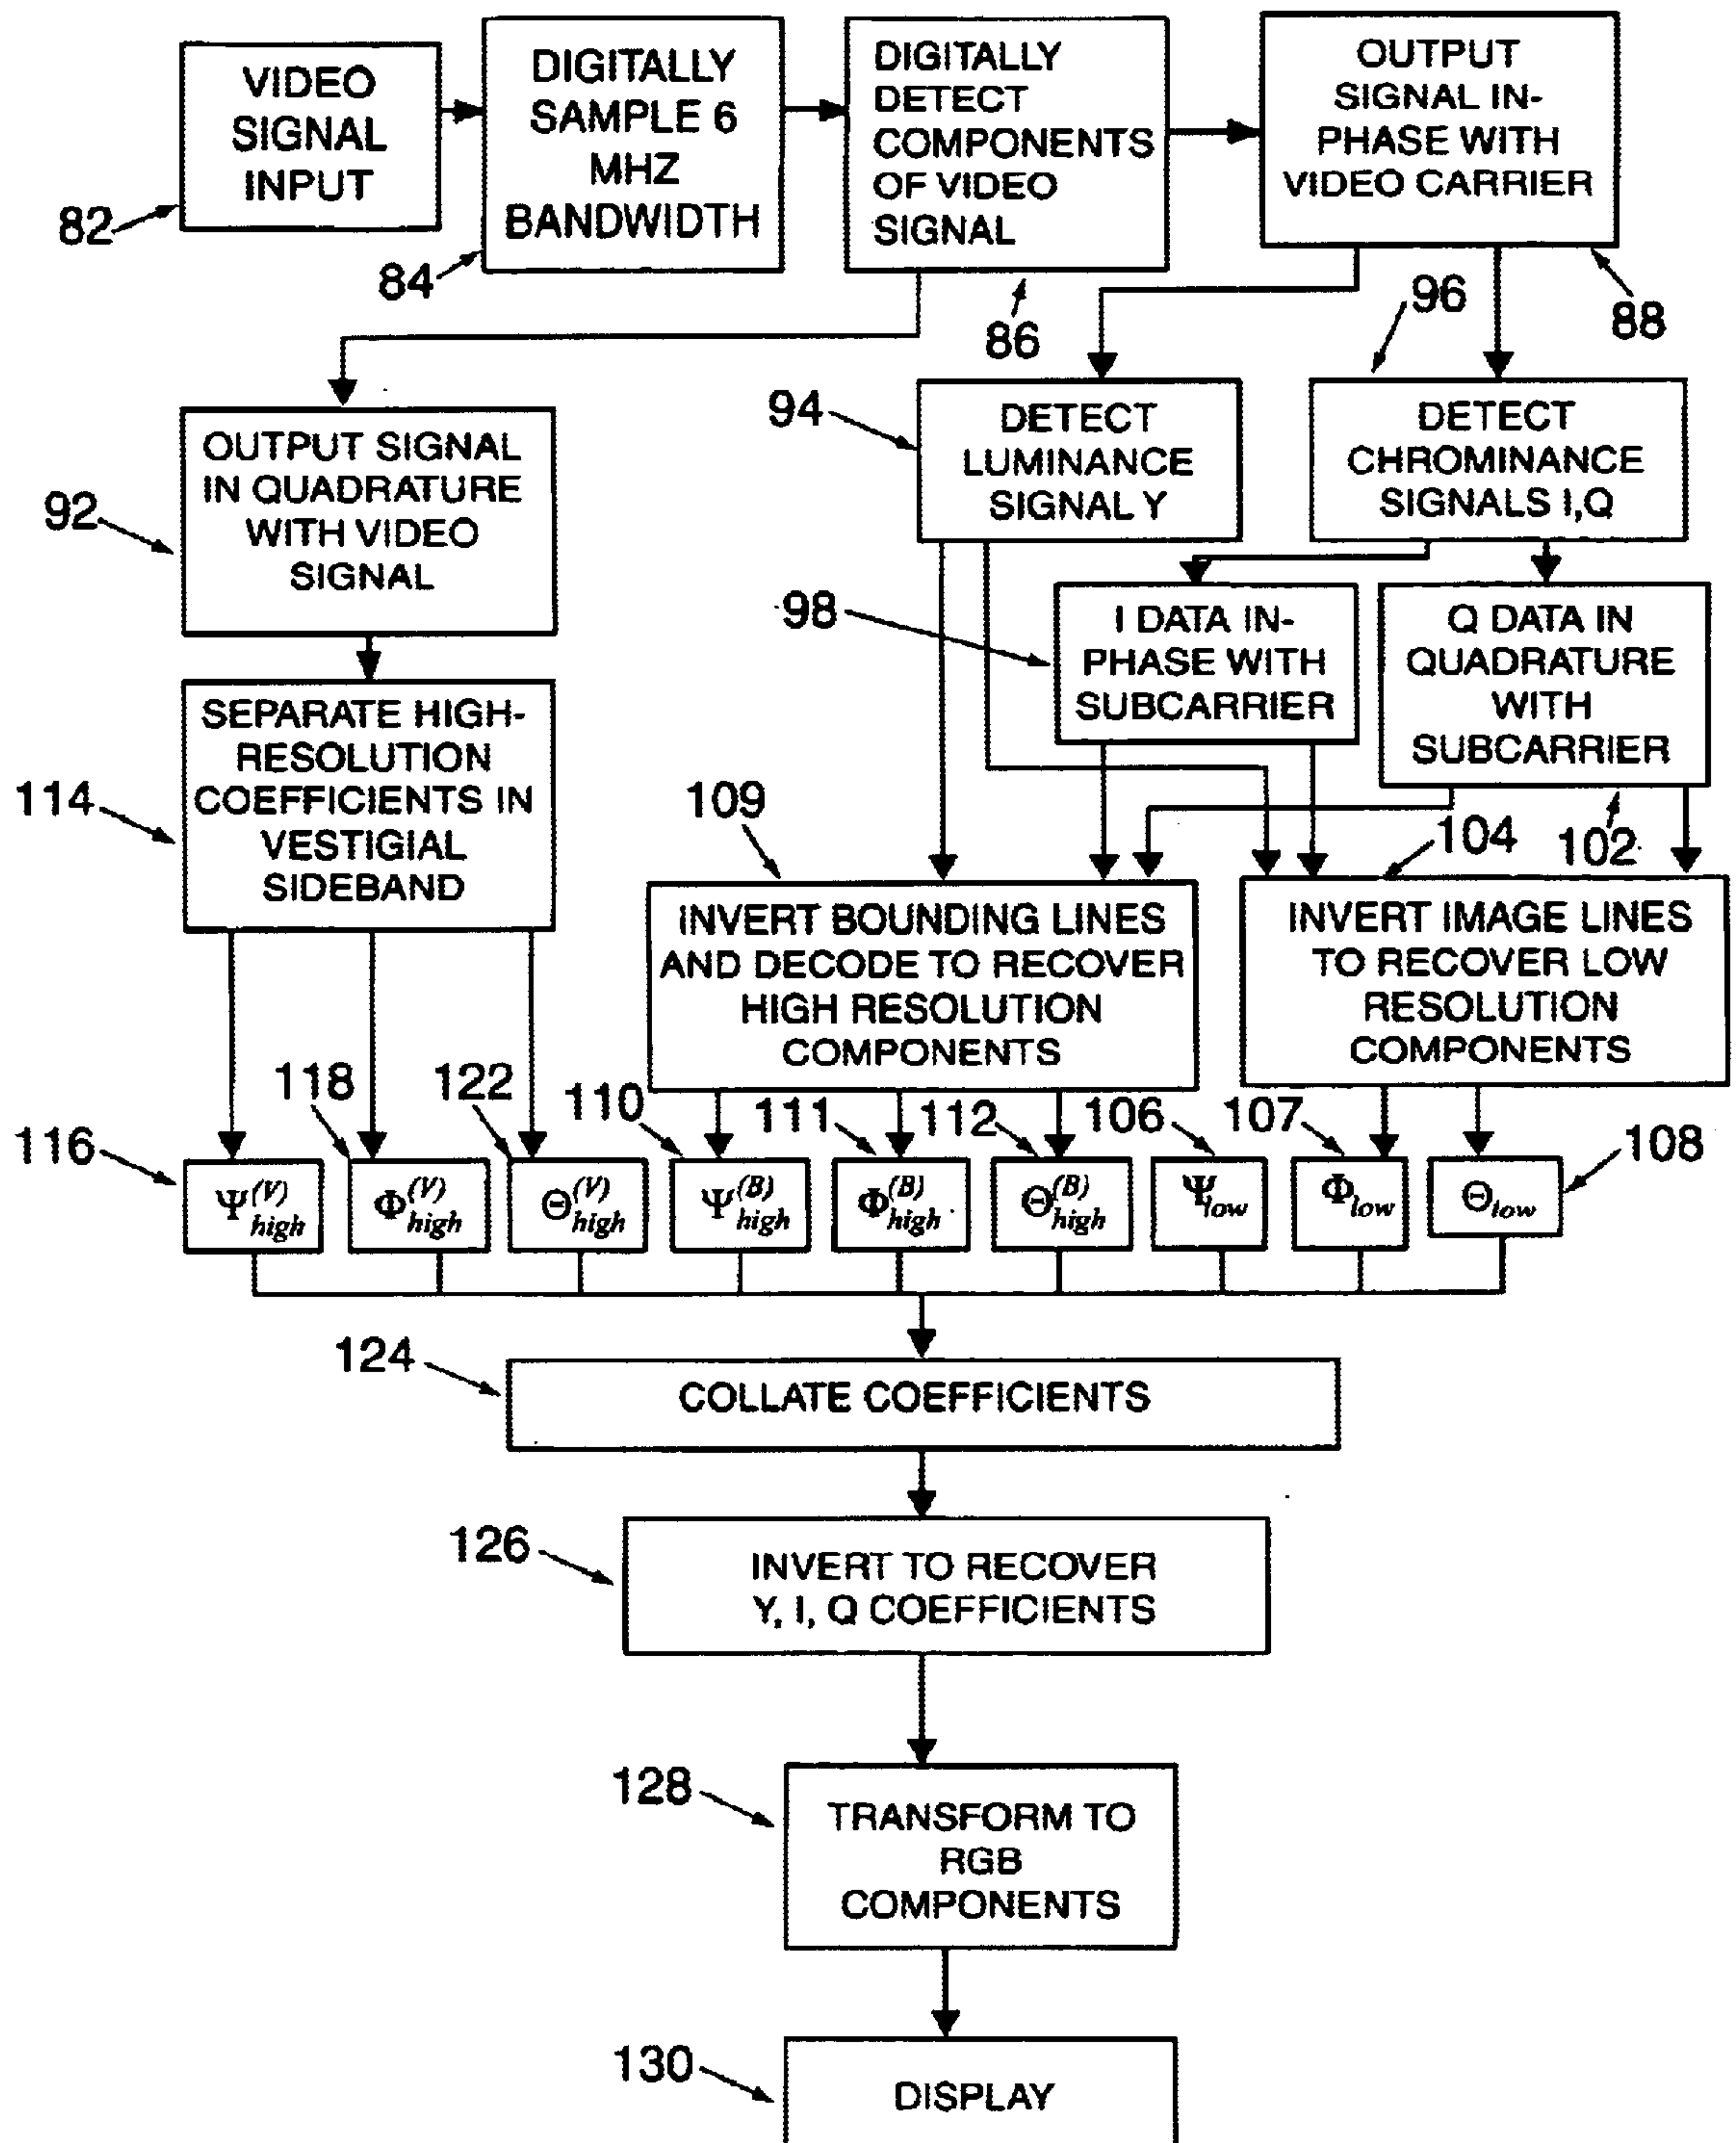 VIDEO
SIGNAL
INPUT
82
DIGITALLY
SAMPLE 6
MHZ
BANDWIDTH
84
DIGITALLY
DETECT
COMPONENTS
OF VIDEO
SIGNAL
86
OUTPUT
SIGNAL IN-
PHASE WITH
VIDEO CARRIER
88
96
94
DETECT
LUMINANCE
SIGNAL Y
DETECT
CHROMINANCE
SIGNALS I,Q
92
OUTPUT SIGNAL
IN QUADRATURE
WITH VIDEO
SIGNAL
98
I DATA IN-
PHASE WITH
SUBCARRIER
Q DATA IN
QUADRATURE
WITH
SUBCARRIER
102
114
SEPARATE HIGH-
RESOLUTION
COEFFICIENTS IN
VESTIGIAL
SIDEBAND
109
INVERT BOUNDING LINES
AND DECODE TO RECOVER
HIGH RESOLUTION
COMPONENTS
104
INVERT IMAGE LINES
TO RECOVER LOW
RESOLUTION
COMPONENTS
116
118
122
110
111
112
106
107
108
Ψ(V)high
Φ(V)high
Θ(V)high
Ψ(B)high
Φ(B)high
Θ(B)high
Ψlow
Φlow
Θlow
124
COLLATE COEFFICIENTS
126
INVERT TO RECOVER
Y, I, Q COEFFICIENTS
128
TRANSFORM TO
RGB
COMPONENTS
130
DISPLAY